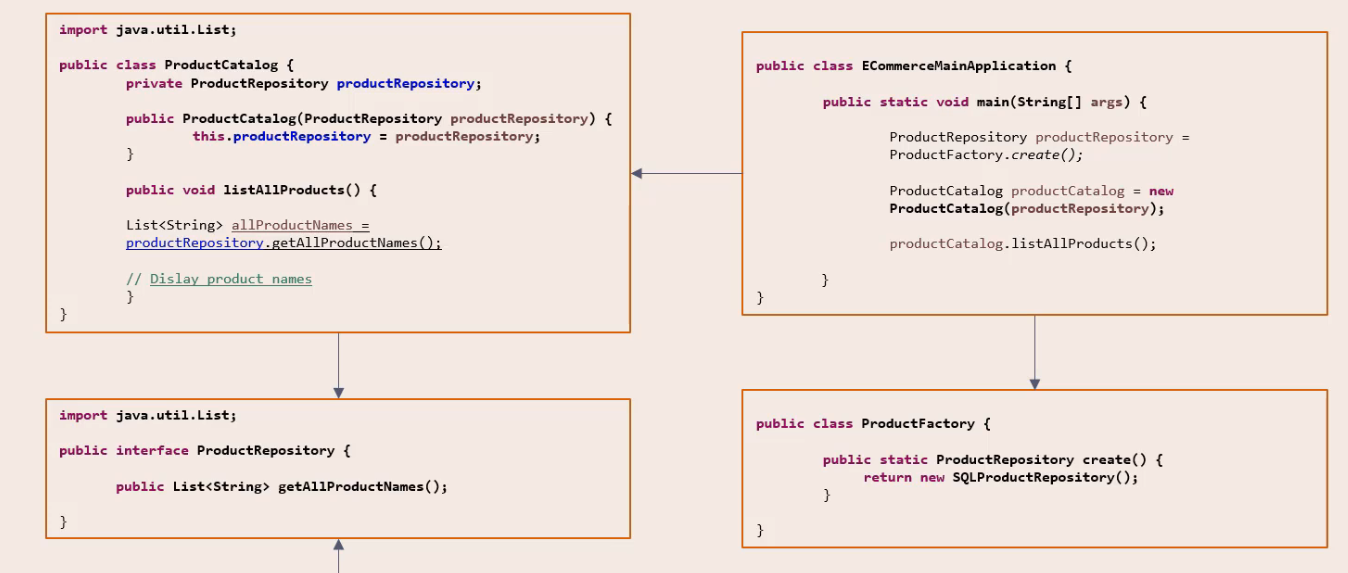 import java.util.List;
public class ProductCatalog {
private ProductRepository productRepository;
public ProductCatalog(ProductRepository productRepository) {
this.productRepository = productRepository;
}
public void listAllProducts() {
List<String> allProductNames =
productRepository.getAllProductNames();
// Dislay product names
}
}
public class ECommerceMainApplication {
public static void main(String[] args) {
ProductRepository productRepository =
ProductFactory.create();
ProductCatalog productCatalog = new
ProductCatalog(productRepository);
productCatalog.listAllProducts();
}
}
import java.util.List;
public interface ProductRepository {
public List<String> getAllProductNames();
}
public class ProductFactory {
public static ProductRepository create() {
return new SQLProductRepository();
}
}